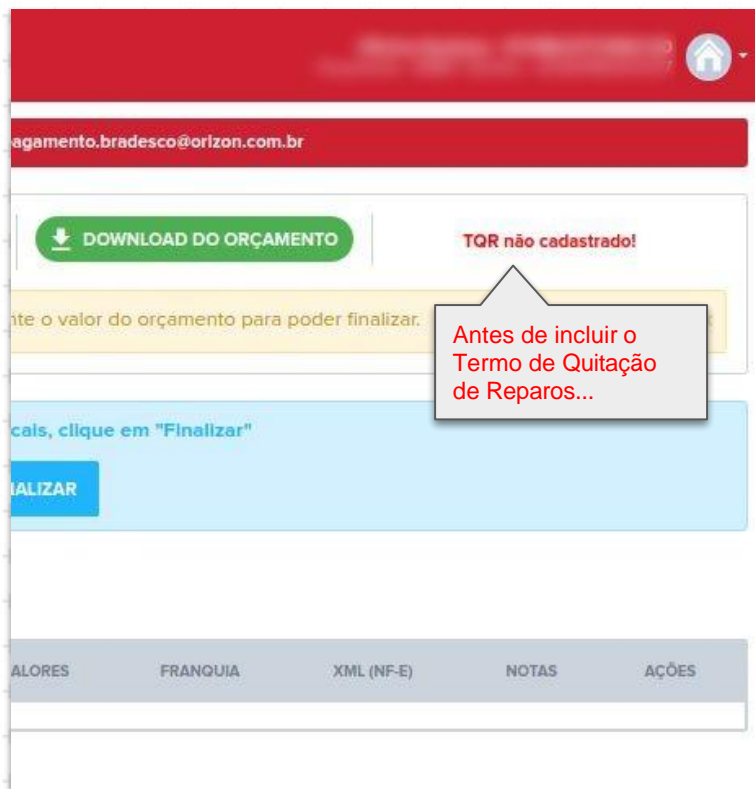 agamento.bradesco@orizon.com.br
DOWNLOAD DO ORÇAMENTO
TQR não cadastrado!
nte o valor do orçamento para poder finalizar.
Antes de incluir o
Termo de Quitação
de Reparos...
cais, clique em "Finalizar"
ALIZAR
ALORES FRANQUIA XML (NF-E) NOTAS AÇÕES